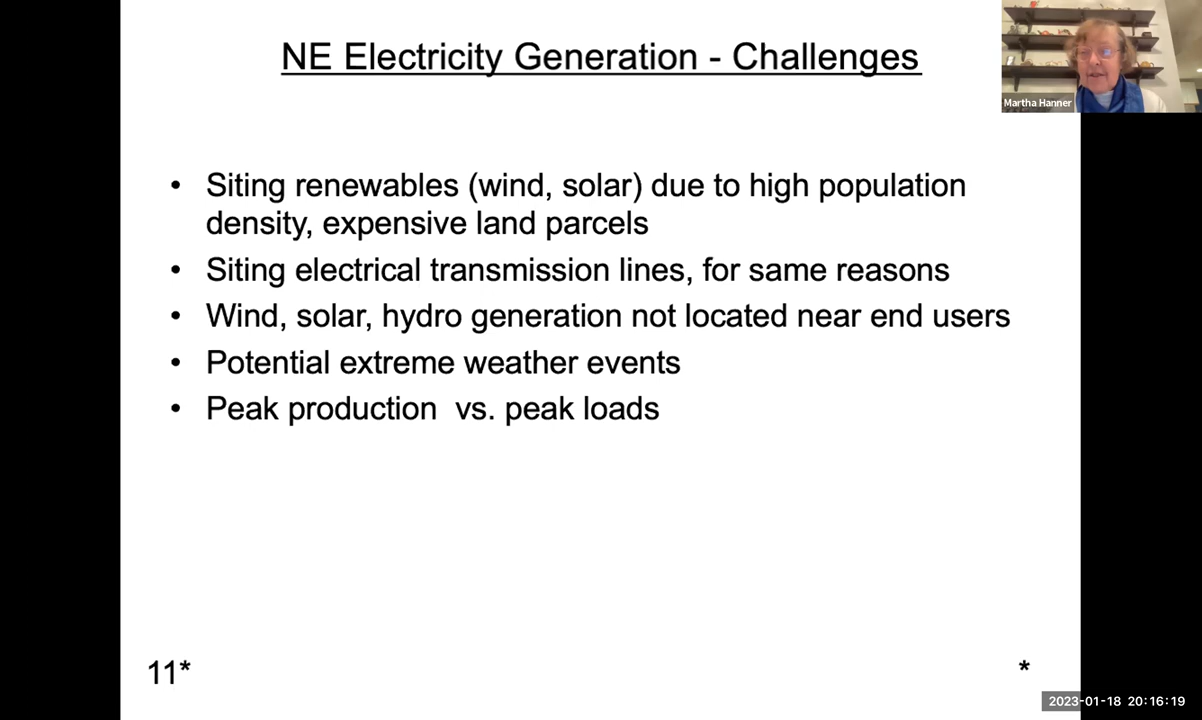 NE Electricity Generation - Challenges
Martha Hanner
• Siting renewables (wind, solar) due to high population
density, expensive land parcels
• Siting electrical transmission lines, for same reasons
• Wind, solar, hydro generation not located near end users
• Potential extreme weather events
• Peak production  vs. peak loads
11*
*
2023-01-18 20:16:19